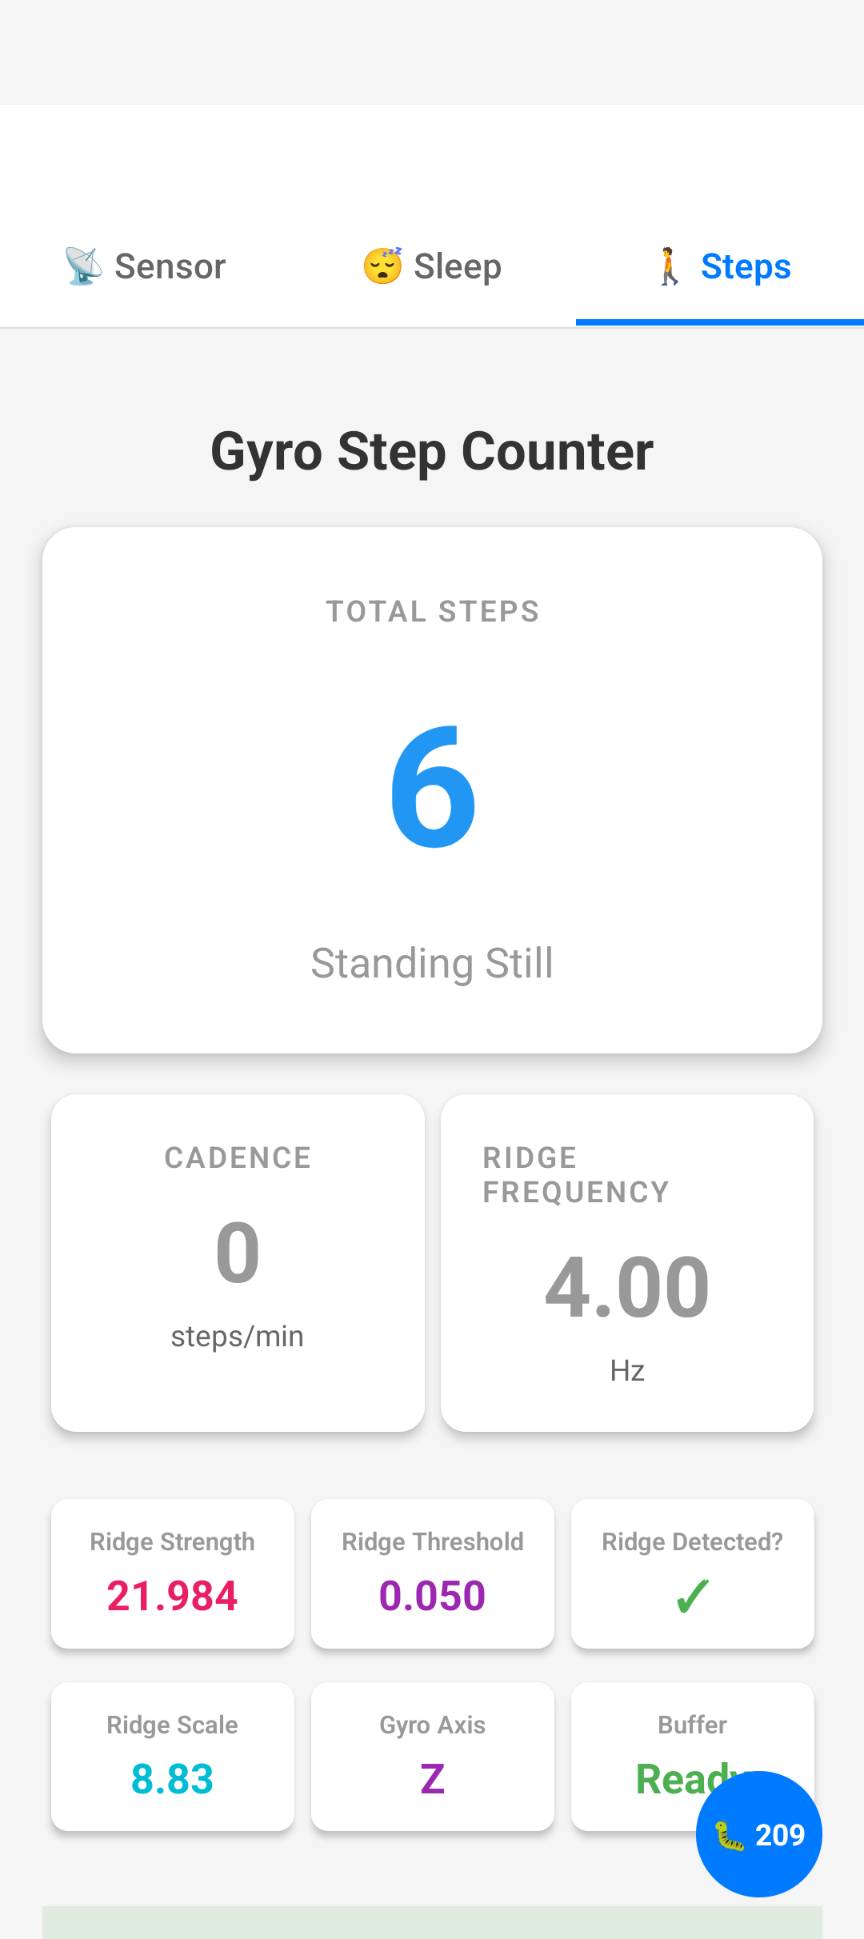 Sensor
Sleep
Steps
Gyro Step Counter
TOTAL STEPS
6
Standing Still
CADENCE
0
steps/min
RIDGE
FREQUENCY
4.00
Hz
Ridge Strength
21.984
Ridge Threshold
0.050
Ridge Detected?
✓
Ridge Scale
8.83
Gyro Axis
Z
Buffer
Ready
209